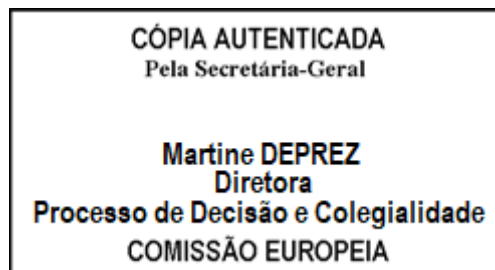 CÓPIA AUTENTICADA
Pela Secretária-Geral
Martine DEPREZ
Diretora
Processo de Decisão e Colegialidade
COMISSÃO EUROPEIA